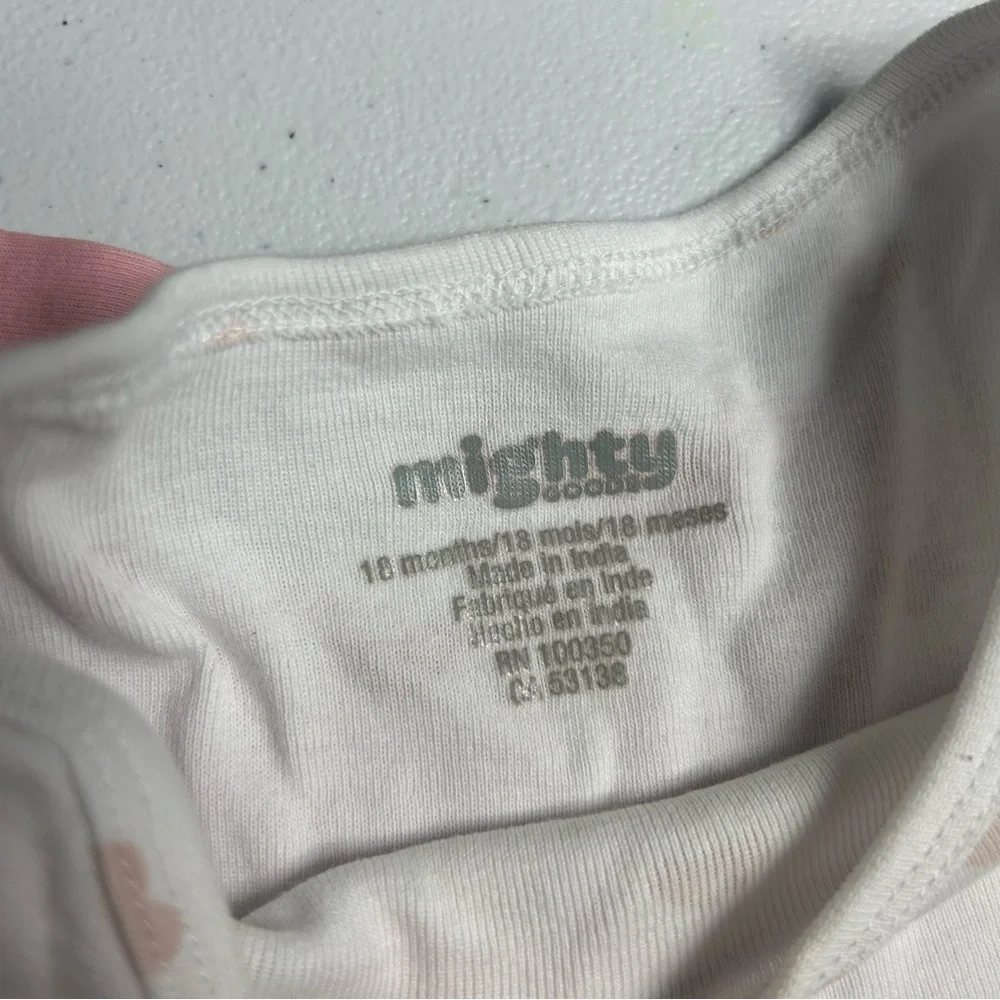 mighty
GOODS
18 months/18 mois/18 meses
Made in India
Fabriqué en Inde
Hecho en India
RN 100350
CA 53138